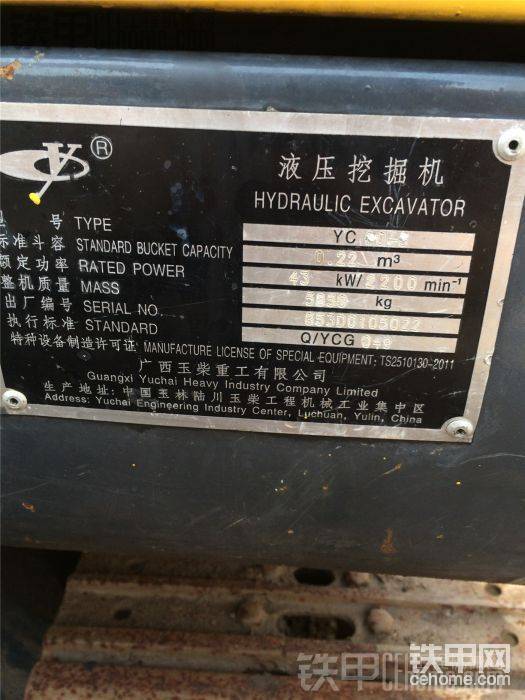 ®
液压挖掘机
HYDRAULIC EXCAVATOR
号 TYPE YC
标准斗容 STANDARD BUCKET CAPACITY 0.22 m³
额定功率 RATED POWER 43 kW/2200 min⁻¹
整机质量 MASS kg
出厂编号 SERIAL NO.
执行标准 STANDARD Q/YCG
特种设备制造许可证 MANUFACTURE LICENSE OF SPECIAL EQUIPMENT: TS2510130-2011
广西玉柴重工有限公司
Guangxi Yuchai Heavy Industry Company Limited
生产地址:中国玉林陆川玉柴工程机械工业集中区
Address: Yuchai Engineering Industry Center, Luchuan, Yulin, China
铁甲网
cehome.com